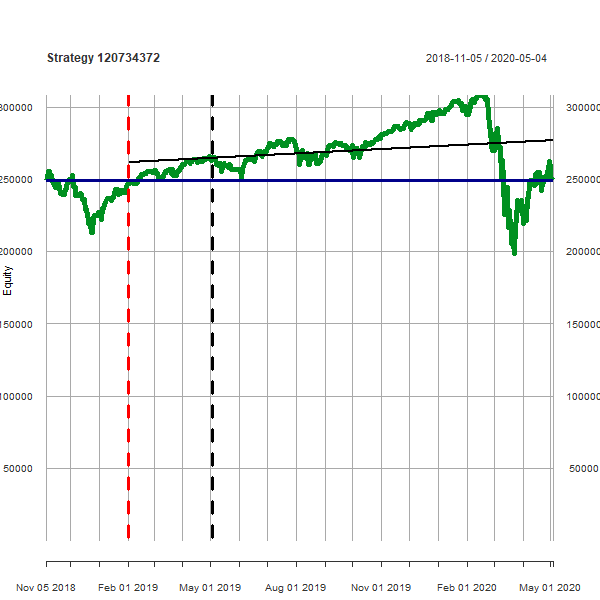 Strategy 120734372
2018-11-05 / 2020-05-04
300000
300000
250000
250000
200000
200000
Equity
150000
150000
100000
100000
50000
50000
Nov 05 2018
Feb 01 2019
May 01 2019
Aug 01 2019
Nov 01 2019
Feb 01 2020
May 01 2020